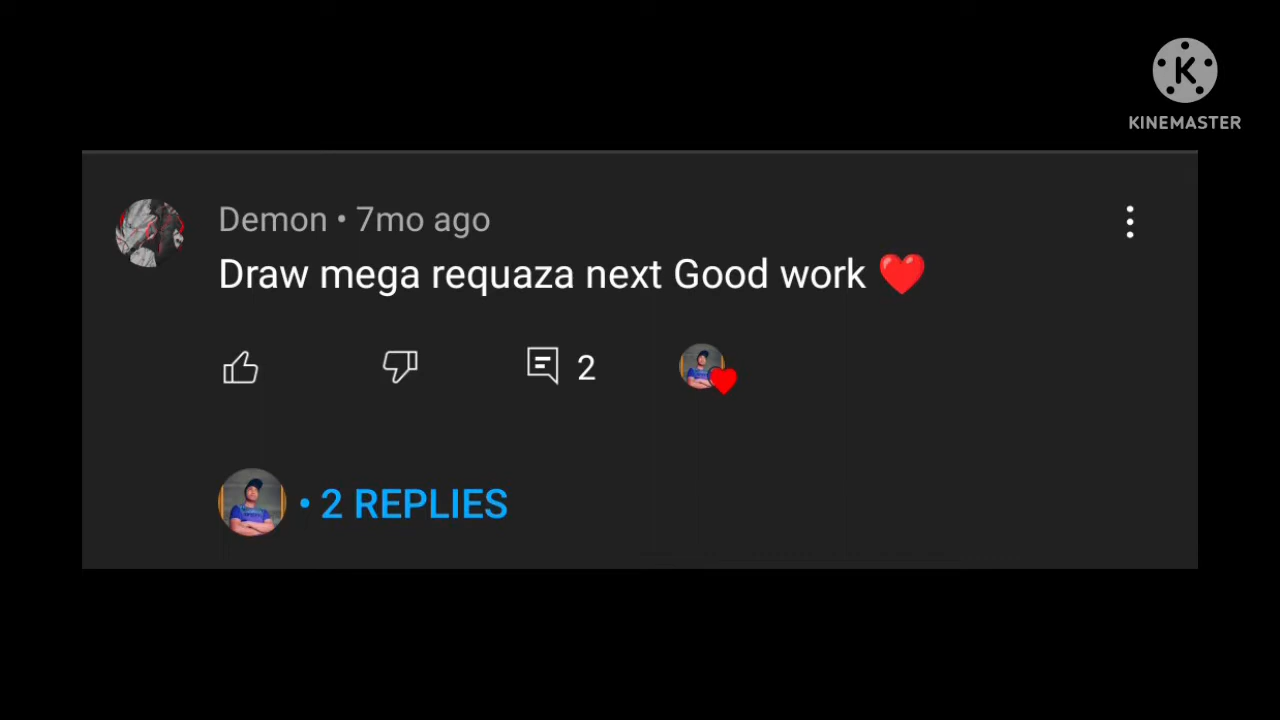 K
KINEMASTER
Demon • 7mo ago
Draw mega requaza next Good work ❤️
2
• 2 REPLIES